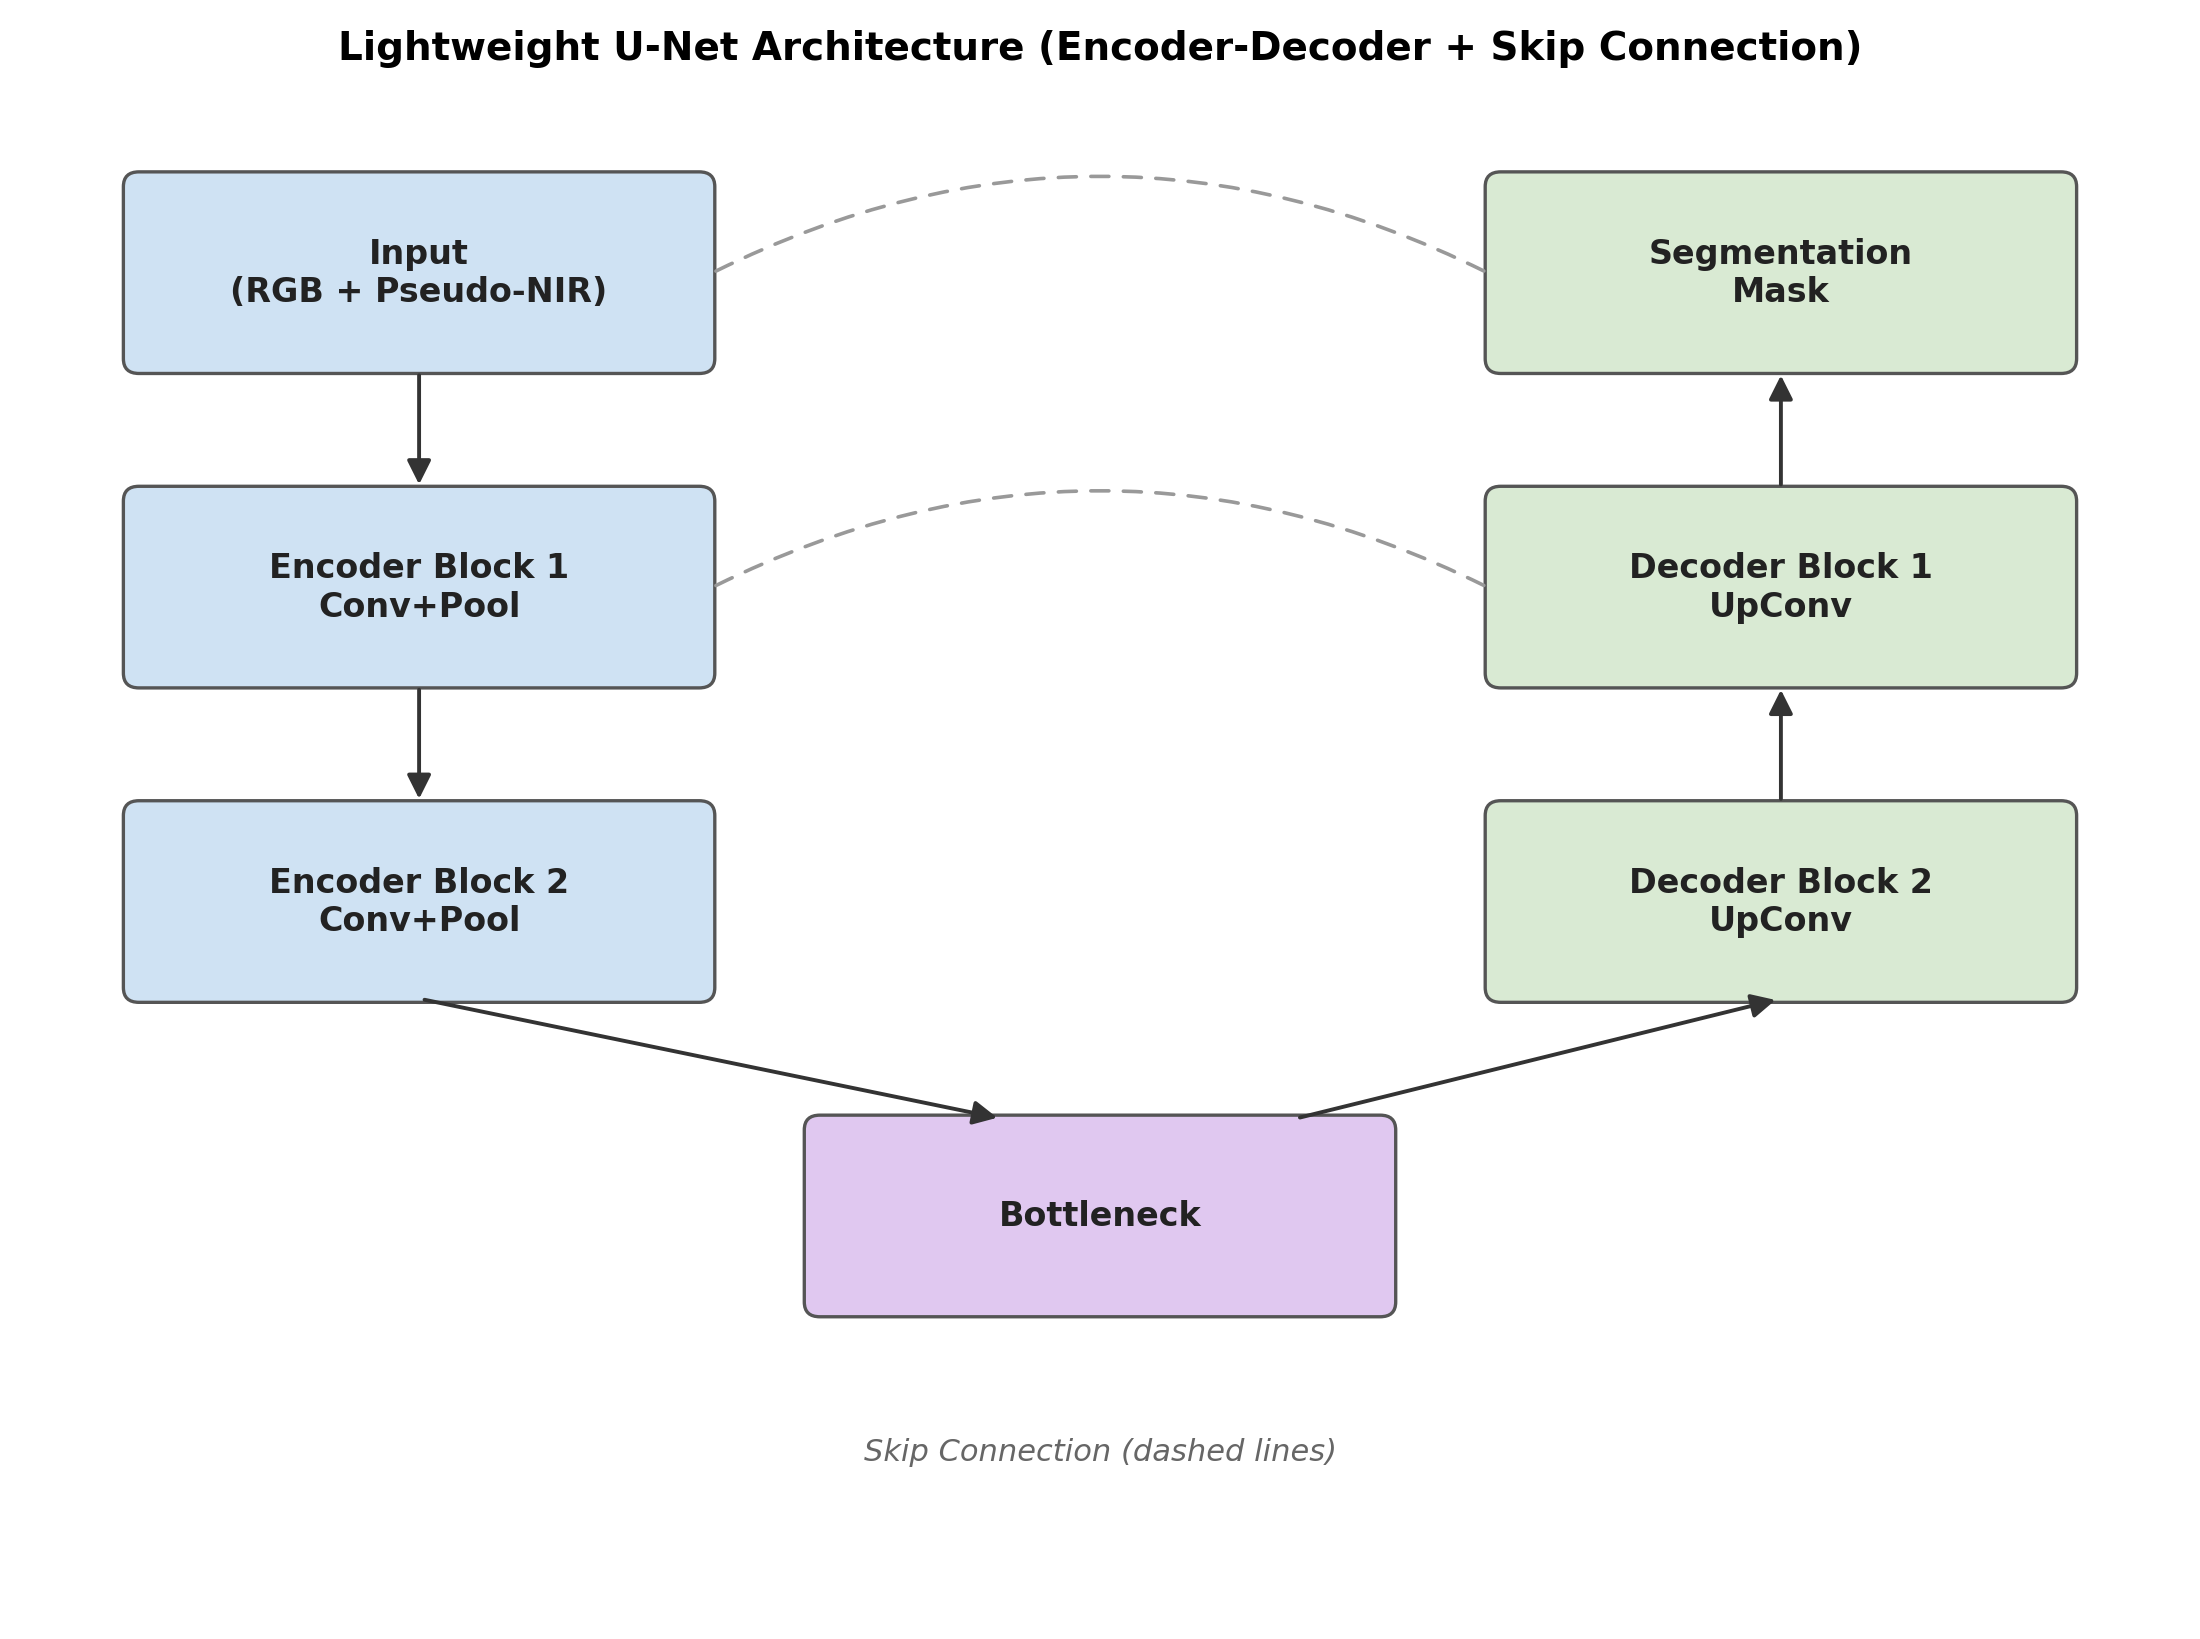 Lightweight U-Net Architecture (Encoder-Decoder + Skip Connection)
Input
(RGB + Pseudo-NIR)
Segmentation
Mask
Encoder Block 1
Conv+Pool
Decoder Block 1
UpConv
Encoder Block 2
Conv+Pool
Decoder Block 2
UpConv
Bottleneck
Skip Connection (dashed lines)